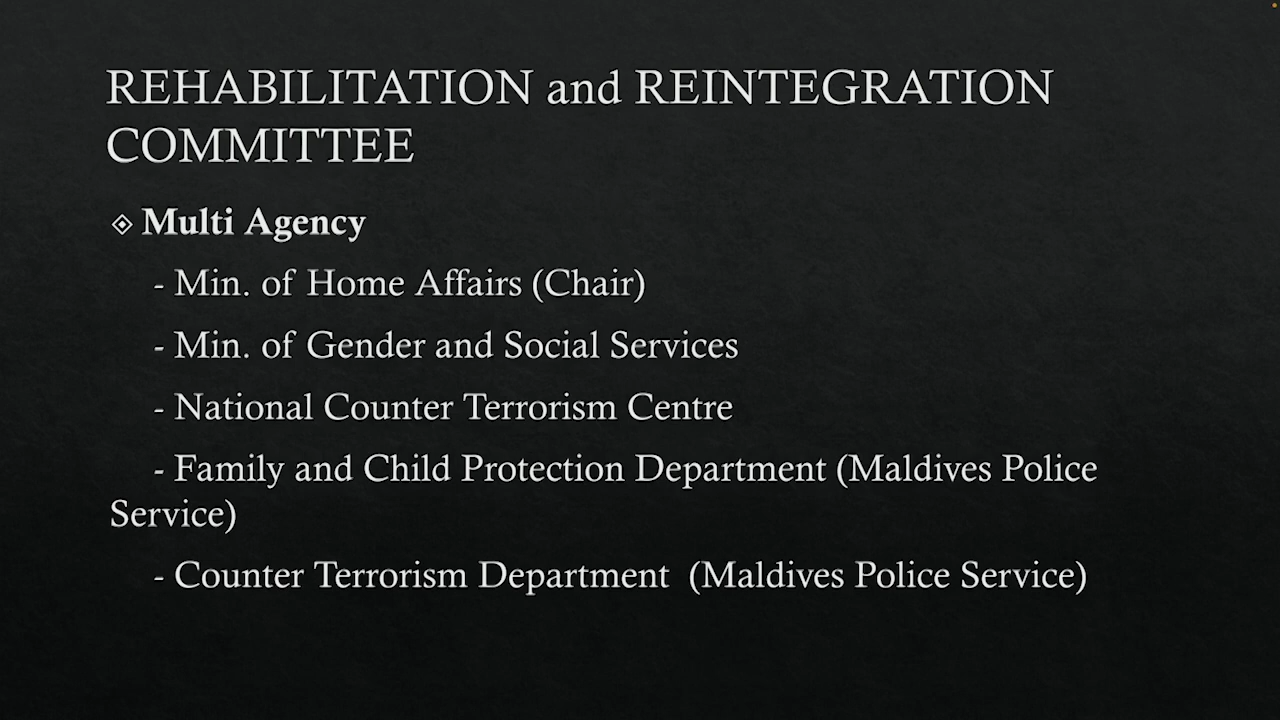 REHABILITATION and REINTEGRATION
COMMITTEE
Multi Agency
- Min. of Home Affairs (Chair)
- Min. of Gender and Social Services
- National Counter Terrorism Centre
- Family and Child Protection Department (Maldives Police
Service)
- Counter Terrorism Department (Maldives Police Service)